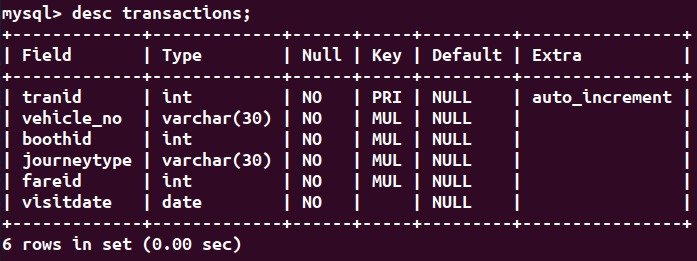 mysql> desc transactions;
+-------------+-------------+------+-----+---------+----------------+
| Field       | Type        | Null | Key | Default | Extra          |
+-------------+-------------+------+-----+---------+----------------+
| tranid      | int         | NO   | PRI | NULL    | auto_increment |
| vehicle_no  | varchar(30) | NO   | MUL | NULL    |                |
| boothid     | int         | NO   | MUL | NULL    |                |
| journeytype | varchar(30) | NO   | MUL | NULL    |                |
| fareid      | int         | NO   | MUL | NULL    |                |
| visitdate   | date        | NO   |     | NULL    |                |
+-------------+-------------+------+-----+---------+----------------+
6 rows in set (0.00 sec)